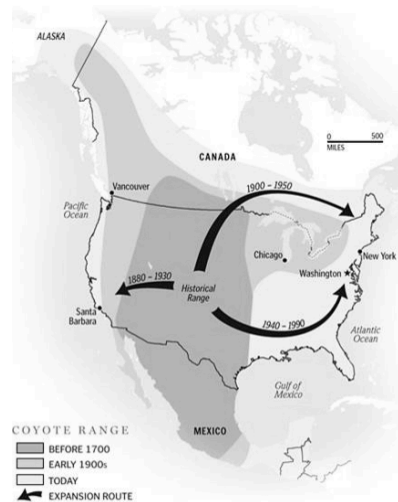 ALASKA
0 500
MILES
CANADA
1900 – 1950
Vancouver
Pacific
Ocean
Chicago
New York
Washington
1880 – 1930
Historical
Range
Santa
Barbara
1940 – 1990
Atlantic
Ocean
Gulf of
Mexico
MEXICO
COYOTE RANGE
BEFORE 1700
EARLY 1900s
TODAY
EXPANSION ROUTE